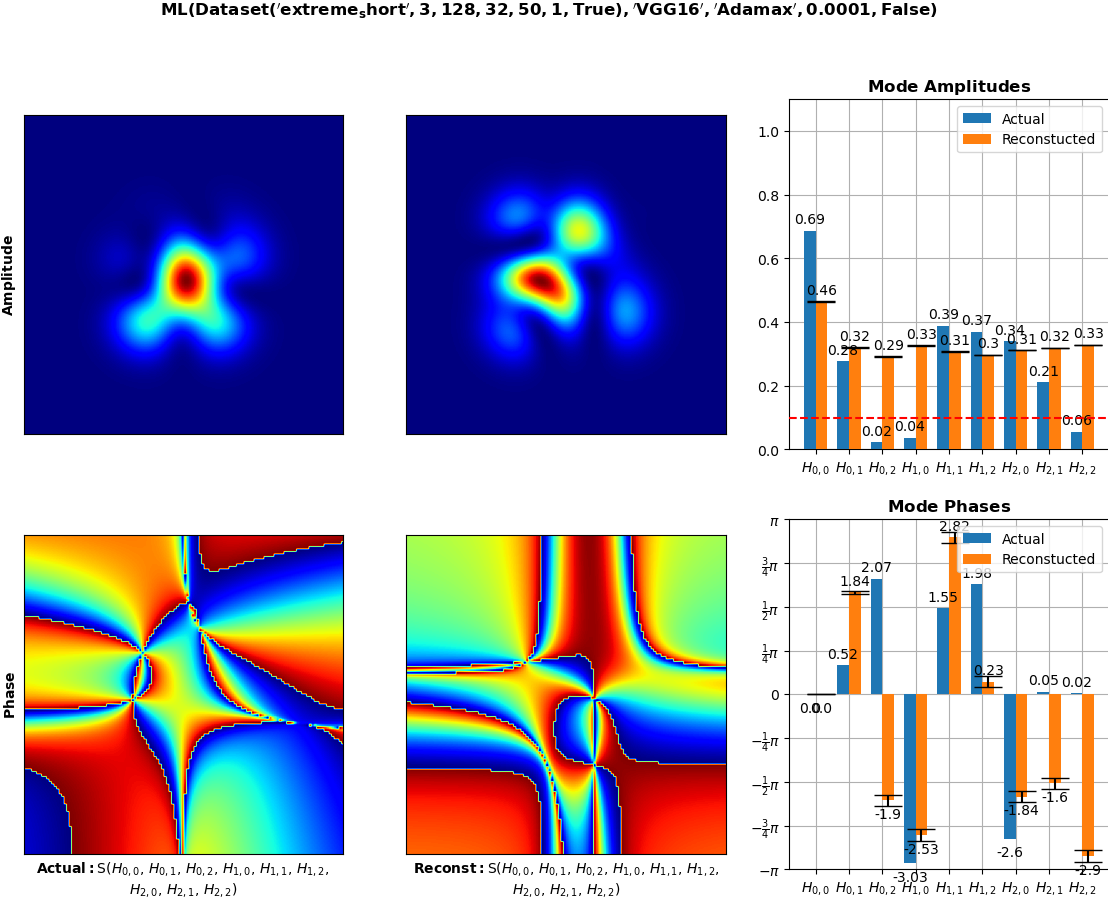 ML(Dataset('extreme_short', 3, 128, 32, 50, 1, True), 'VGG16', 'Adamax', 0.0001, False)
Amplitude
Mode Amplitudes
Actual
Reconstucted
1.0
0.8
0.6
0.4
0.2
0.0
0.69
0.46
0.28
0.32
0.02
0.29
0.04
0.33
0.39
0.31
0.37
0.3
0.34
0.31
0.21
0.32
0.06
0.33
H0,0 H0,1 H0,2 H1,0 H1,1 H1,2 H2,0 H2,1 H2,2
Phase
Actual: S(H0,0, H0,1, H0,2, H1,0, H1,1, H1,2,
H2,0, H2,1, H2,2)
Reconst: S(H0,0, H0,1, H0,2, H1,0, H1,1, H1,2,
H2,0, H2,1, H2,2)
Mode Phases
Actual
Reconstucted
π
3/4π
1/2π
1/4π
0
−1/4π
−1/2π
−3/4π
−π
0.0
0.0
0.52
1.84
2.07
-1.9
-3.03
-2.53
1.55
2.82
1.98
0.23
-2.6
-1.84
0.05
-1.6
0.02
-2.9
H0,0 H0,1 H0,2 H1,0 H1,1 H1,2 H2,0 H2,1 H2,2